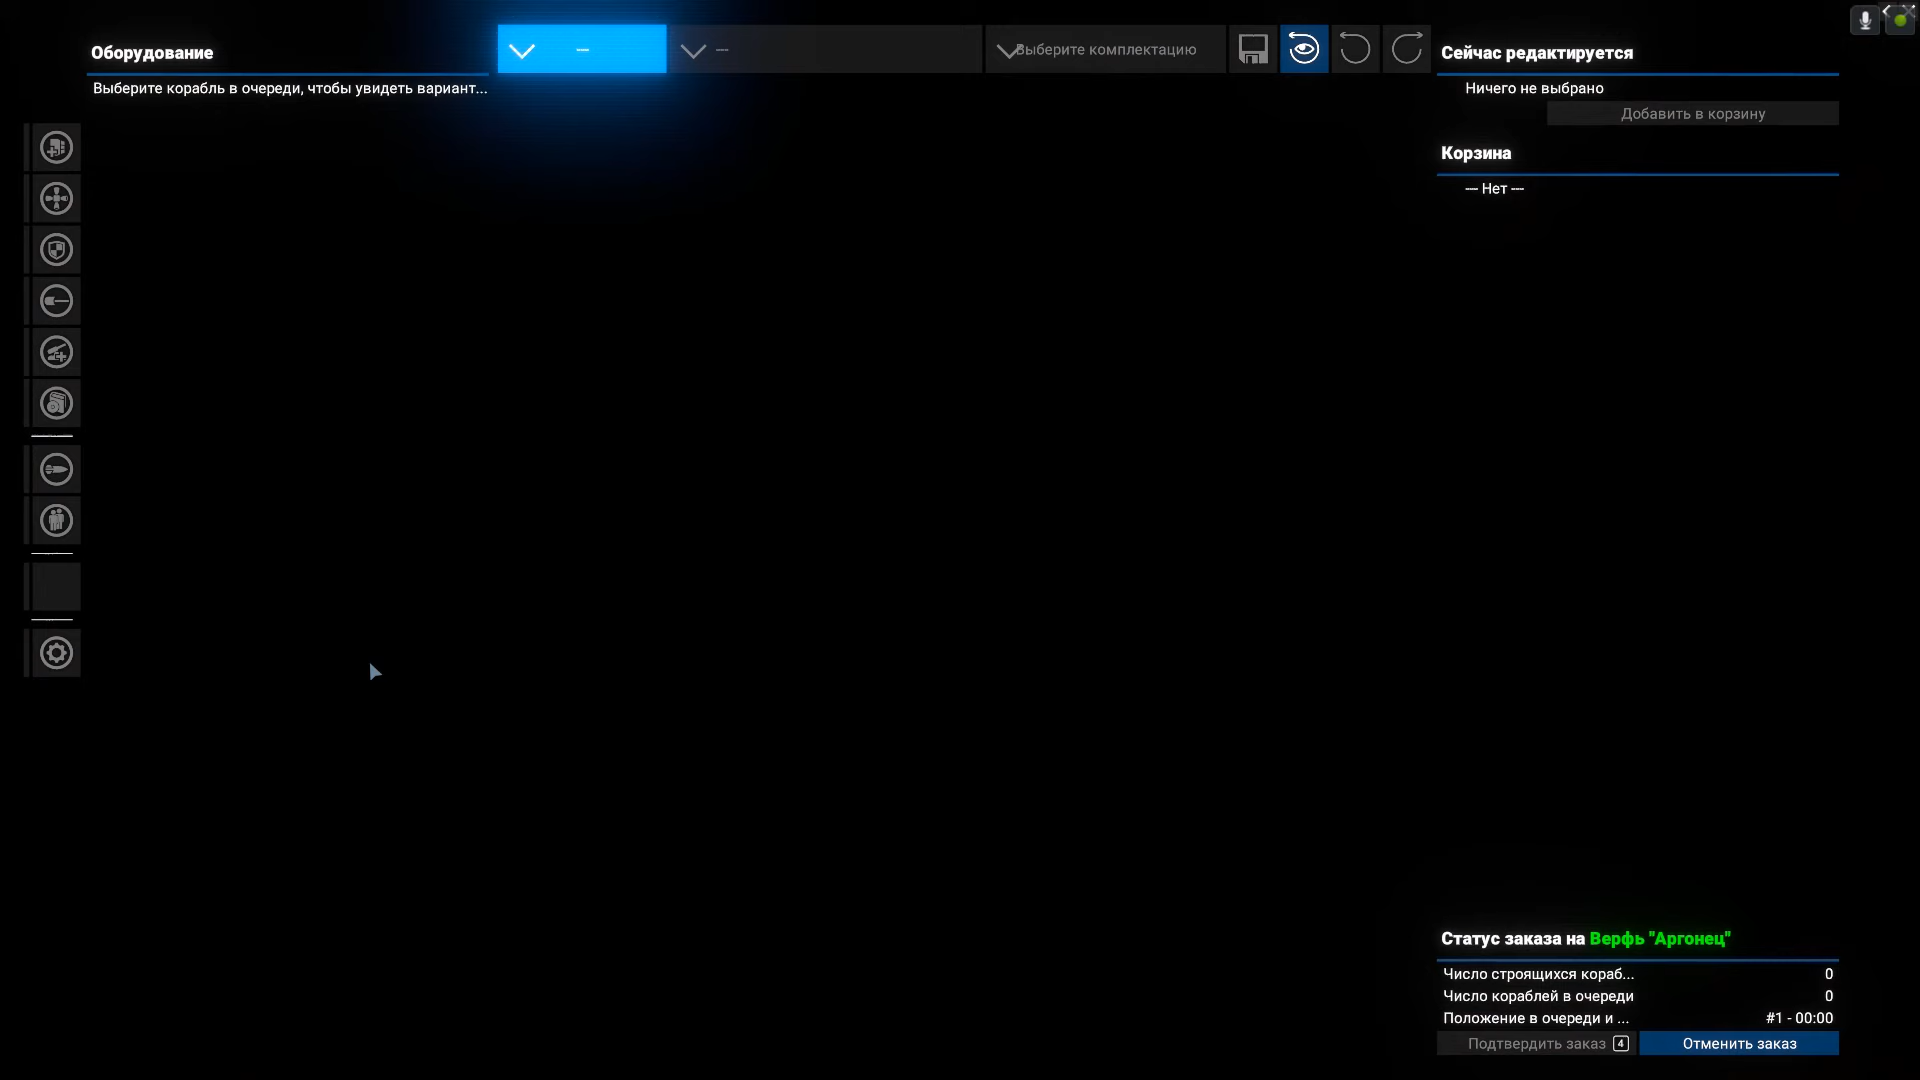 Оборудование
Выберите корабль в очереди, чтобы увидеть вариант...
---
---
Выберите комплектацию
Сейчас редактируется
Ничего не выбрано
Добавить в корзину
Корзина
--- Нет ---
Статус заказа на Верфь "Аргонец"
Число строящихся кораб... 0
Число кораблей в очереди 0
Положение в очереди и ... #1 - 00:00
Подтвердить заказ 4
Отменить заказ